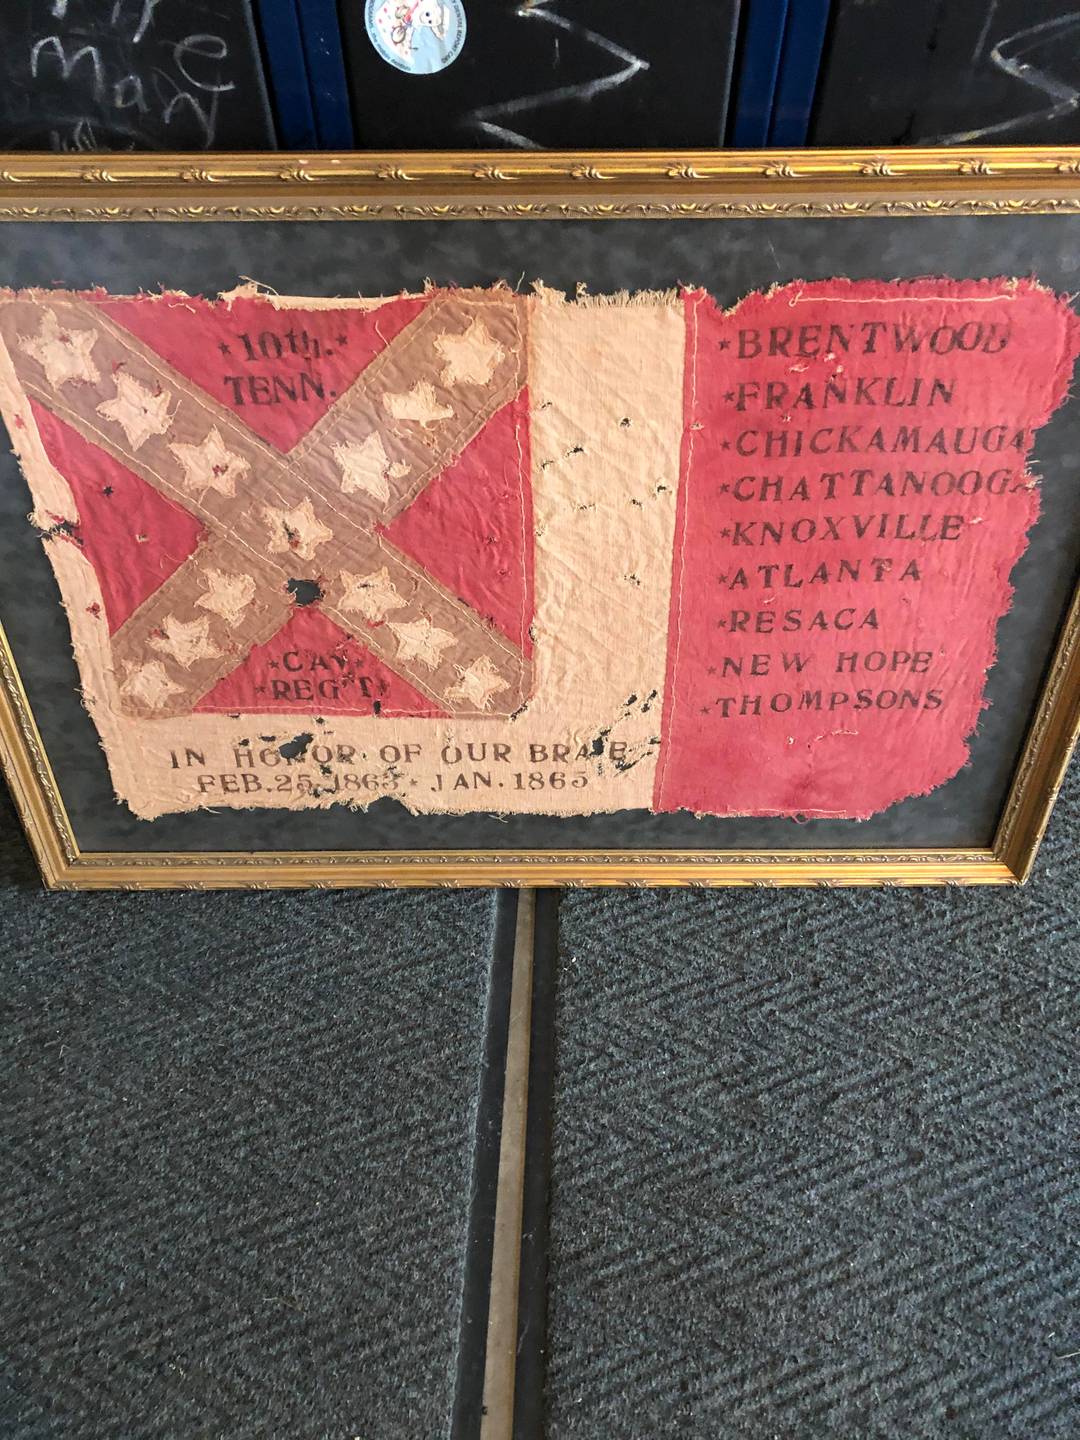 may
*10th.*
TENN.
*CAV*
*REG'T*
IN HONOR OF OUR BRAVE
FEB. 25, 1863 * JAN. 1865
*BRENTWOOD
*FRANKLIN
*CHICKAMAUGA
*CHATTANOOGA
*KNOXVILLE
*ATLANTA
*RESACA
*NEW HOPE
*THOMPSONS